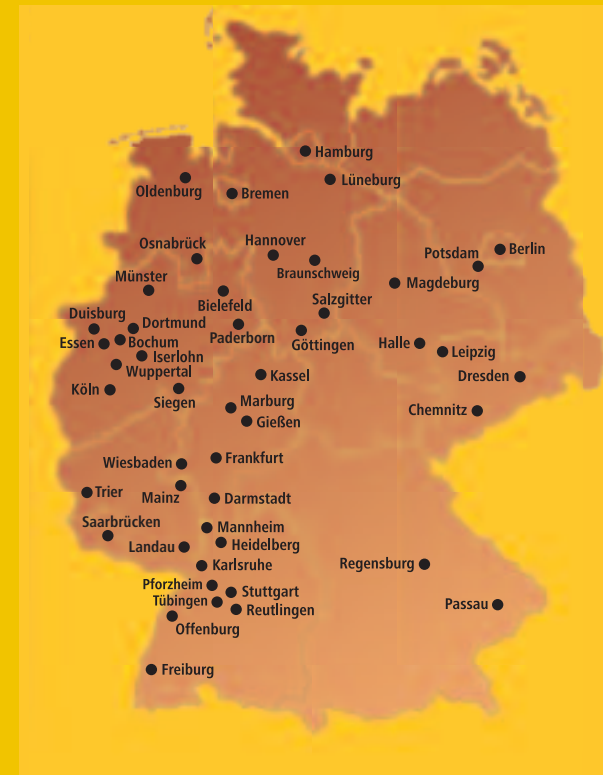 Hamburg
Lüneburg
Oldenburg
Bremen
Osnabrück
Hannover
Berlin
Potsdam
Braunschweig
Münster
Magdeburg
Bielefeld
Salzgitter
Duisburg
Dortmund
Paderborn
Göttingen
Essen
Bochum
Halle
Leipzig
Iserlohn
Wuppertal
Kassel
Dresden
Köln
Siegen
Marburg
Chemnitz
Gießen
Wiesbaden
Frankfurt
Trier
Mainz
Darmstadt
Saarbrücken
Mannheim
Landau
Heidelberg
Karlsruhe
Regensburg
Pforzheim
Stuttgart
Tübingen
Reutlingen
Passau
Offenburg
Freiburg